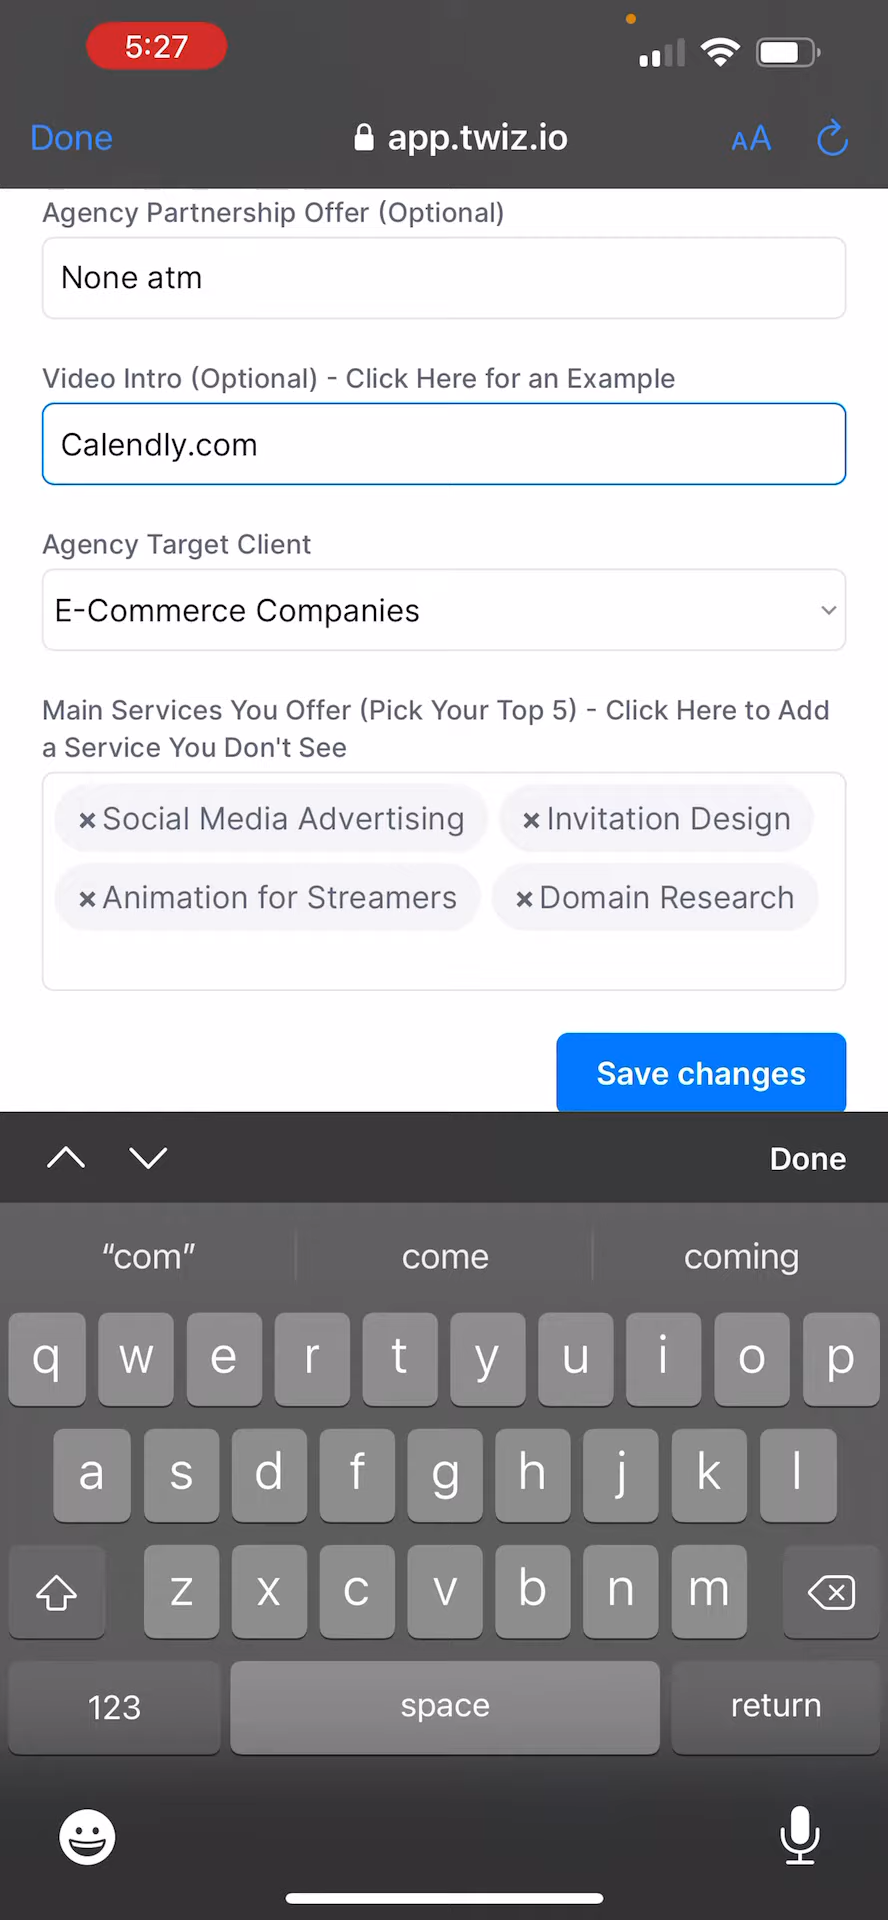 5:27
Done
app.twiz.io
AA
Agency Partnership Offer (Optional)
None atm
Video Intro (Optional) - Click Here for an Example
Calendly.com
Agency Target Client
E-Commerce Companies
Main Services You Offer (Pick Your Top 5) - Click Here to Add
a Service You Don't See
×Social Media Advertising ×Invitation Design
×Animation for Streamers ×Domain Research
Save changes
Done
“com” come coming
q w e r t y u i o p
a s d f g h j k l
z x c v b n m
123 space return